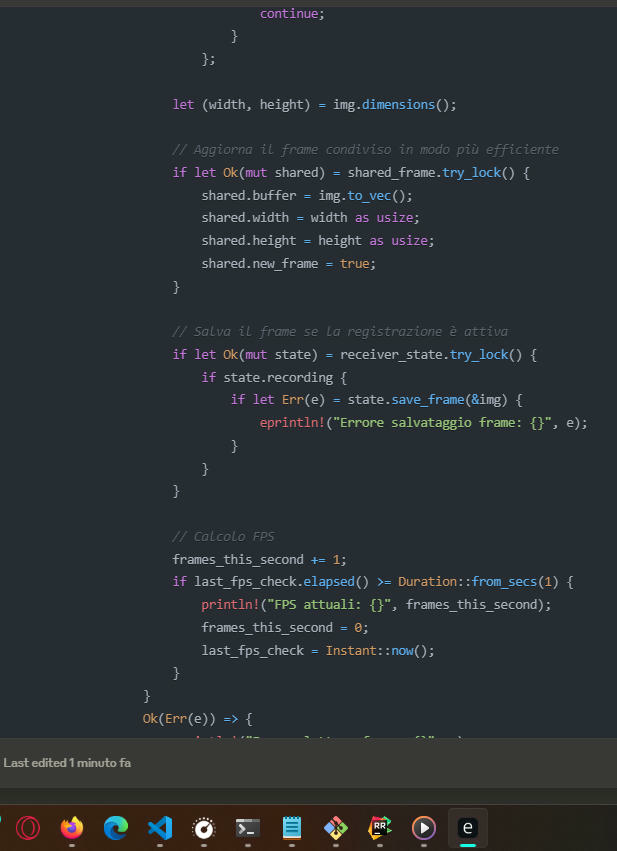 continue;
}
};
let (width, height) = img.dimensions();
// Aggiorna il frame condiviso in modo più efficiente
if let Ok(mut shared) = shared_frame.try_lock() {
shared.buffer = img.to_vec();
shared.width = width as usize;
shared.height = height as usize;
shared.new_frame = true;
}
// Salva il frame se la registrazione è attiva
if let Ok(mut state) = receiver_state.try_lock() {
if state.recording {
if let Err(e) = state.save_frame(&img) {
eprintln!("Errore salvataggio frame: {}", e);
}
}
}
// Calcolo FPS
frames_this_second += 1;
if last_fps_check.elapsed() >= Duration::from_secs(1) {
println!("FPS attuali: {}", frames_this_second);
frames_this_second = 0;
last_fps_check = Instant::now();
}
}
Ok(Err(e)) => {
Last edited 1 minuto fa
RR
e